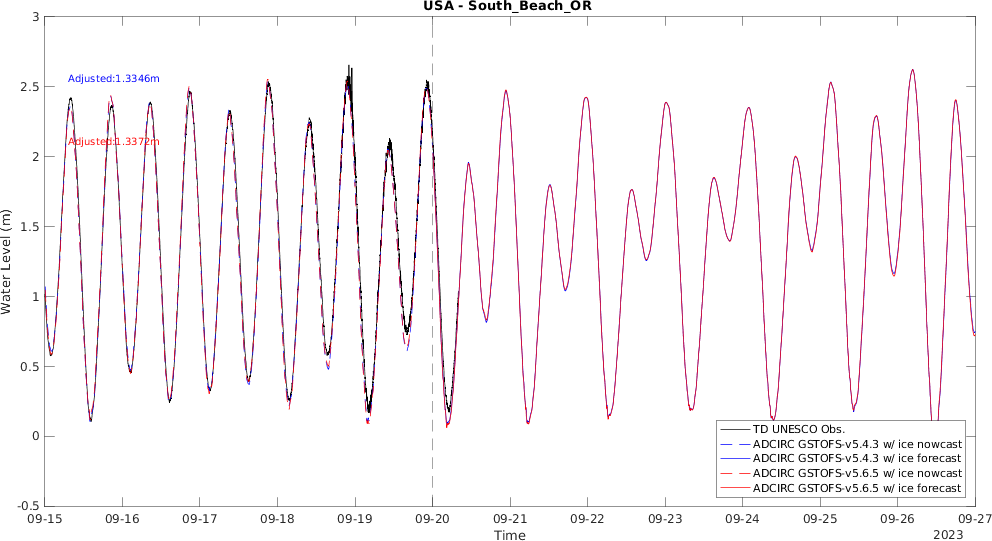 USA - South_Beach_OR
3
2.5
2
1.5
1
0.5
0
-0.5
Water Level (m)
Adjusted:1.3346m
Adjusted:1.3372m
TD UNESCO Obs.
ADCIRC GSTOFS-v5.4.3 w/ ice nowcast
ADCIRC GSTOFS-v5.4.3 w/ ice forecast
ADCIRC GSTOFS-v5.6.5 w/ ice nowcast
ADCIRC GSTOFS-v5.6.5 w/ ice forecast
09-15 09-16 09-17 09-18 09-19 09-20 09-21 09-22 09-23 09-24 09-25 09-26 09-27
Time
2023